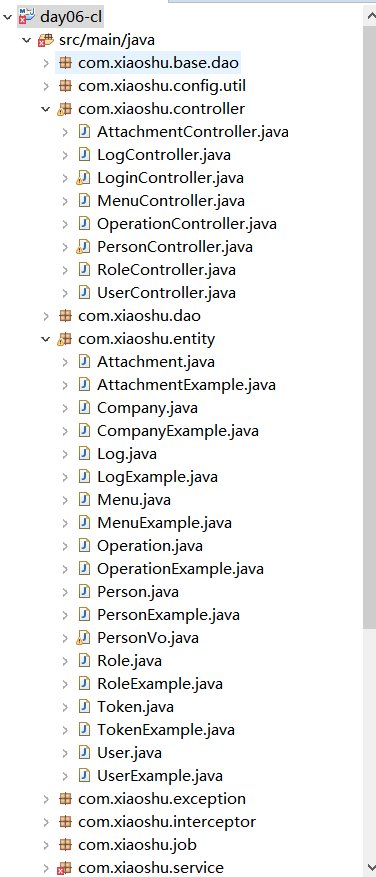 day06-cl
src/main/java
com.xiaoshu.base.dao
com.xiaoshu.config.util
com.xiaoshu.controller
AttachmentController.java
LogController.java
LoginController.java
MenuController.java
OperationController.java
PersonController.java
RoleController.java
UserController.java
com.xiaoshu.dao
com.xiaoshu.entity
Attachment.java
AttachmentExample.java
Company.java
CompanyExample.java
Log.java
LogExample.java
Menu.java
MenuExample.java
Operation.java
OperationExample.java
Person.java
PersonExample.java
PersonVo.java
Role.java
RoleExample.java
Token.java
TokenExample.java
User.java
UserExample.java
com.xiaoshu.exception
com.xiaoshu.interceptor
com.xiaoshu.job
com.xiaoshu.service